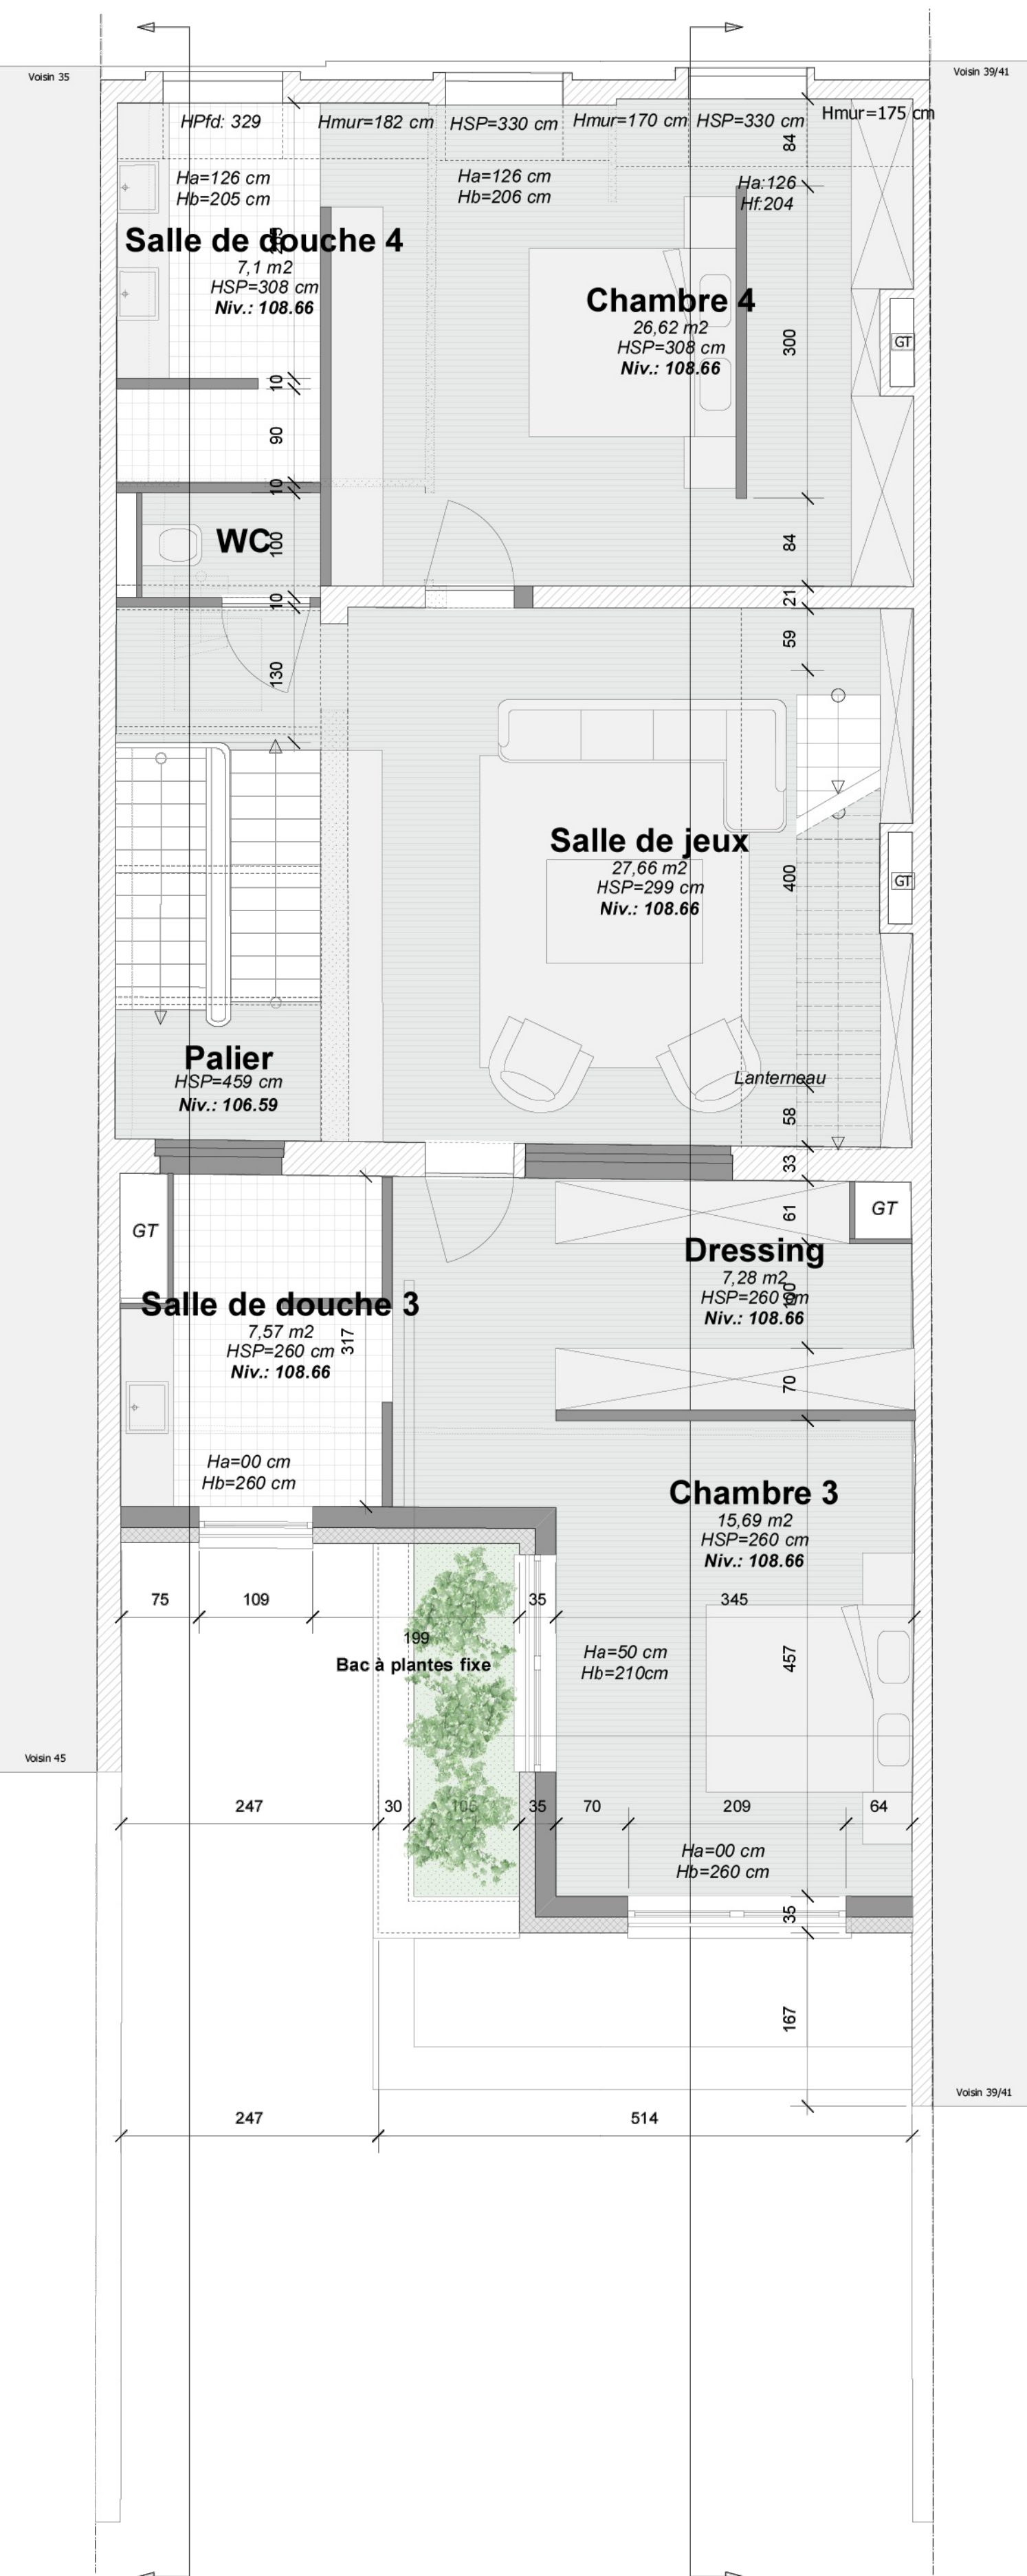 Voisin 35
Voisin 39/41
HPfd: 329
Hmur=182 cm
HSP=330 cm
Hmur=170 cm
HSP=330 cm
Hmur=175 cm
84
Ha=126 cm
Hb=205 cm
Ha=126 cm
Hb=206 cm
Ha:126
Hf:204
Salle de douche 4
7,1 m2
HSP=308 cm
Niv.: 108.66
Chambre 4
26,62 m2
HSP=308 cm
Niv.: 108.66
300
GT
10
90
10
WC
100
84
10
21
59
130
Salle de jeux
27,66 m2
HSP=299 cm
Niv.: 108.66
400
GT
Palier
HSP=459 cm
Niv.: 106.59
Lanterneau
58
33
GT
61
GT
Dressing
7,28 m2
HSP=260 cm
Niv.: 108.66
100
Salle de douche 3
7,57 m2
HSP=260 cm
Niv.: 108.66
317
70
Ha=00 cm
Hb=260 cm
Chambre 3
15,69 m2
HSP=260 cm
Niv.: 108.66
75
109
35
345
199
Bac à plantes fixe
Ha=50 cm
Hb=210cm
457
Voisin 45
247
30
35
70
209
64
Ha=00 cm
Hb=260 cm
35
167
Voisin 39/41
247
514